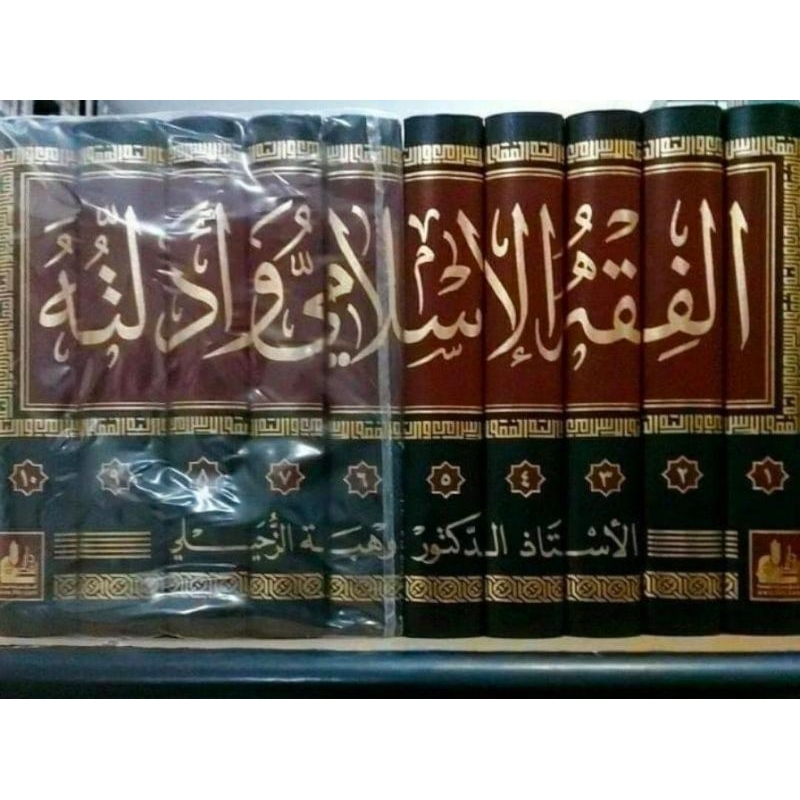 الفقه الإسلامي وأدلته
١ ٢ ٣ ٤ ٥ ٦ ٧ ٨ ٩ ١٠
الأستاذ الدكتور وهبة الزحيلي